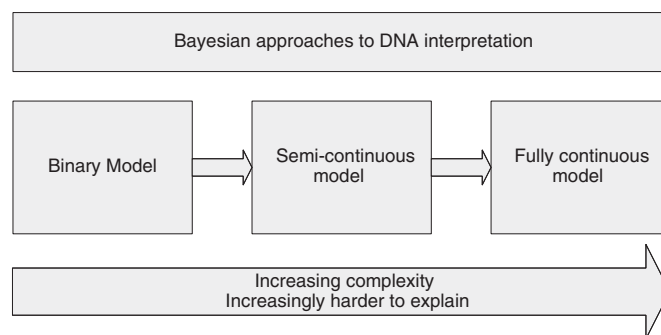 Bayesian approaches to DNA interpretation
Binary Model
Semi-continuous
model
Fully continuous
model
Increasing complexity
Increasingly harder to explain